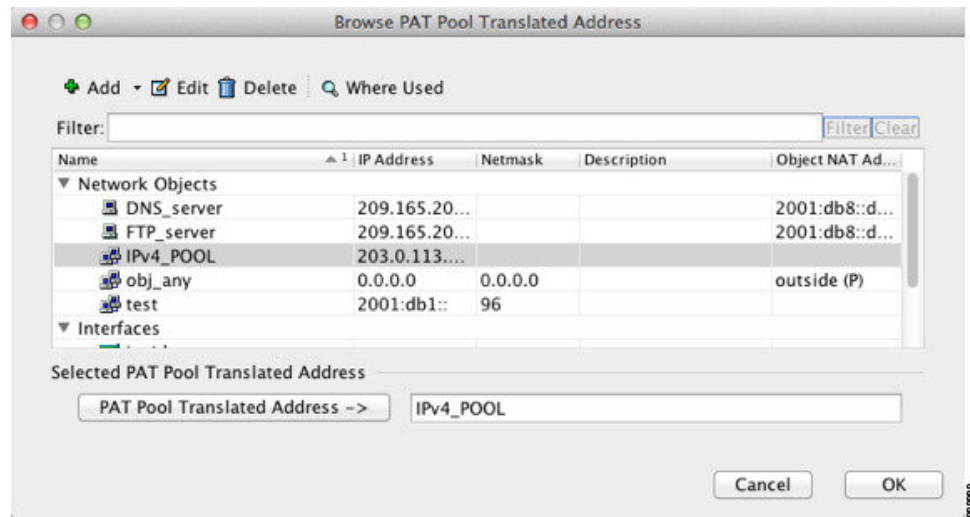 Browse PAT Pool Translated Address
Add Edit Delete Where Used
Filter: Filter Clear
Name 1 IP Address Netmask Description Object NAT Ad...
Network Objects
DNS_server 209.165.20... 2001:db8::d...
FTP_server 209.165.20... 2001:db8::d...
IPv4_POOL 203.0.113....
obj_any 0.0.0.0 0.0.0.0 outside (P)
test 2001:db1:: 96
Interfaces
Selected PAT Pool Translated Address
PAT Pool Translated Address -> IPv4_POOL
Cancel OK